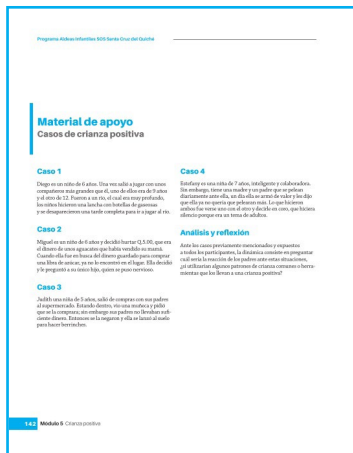 Programa Aldeas Infantiles SOS Santa Cruz del Quiché
Material de apoyo
Casos de crianza positiva
Caso 1
Diego es un niño de 6 años. Una vez salió a jugar con unos
compañeros más grandes que él, uno de ellos era de 9 años
y el otro de 12. Fueron a un río, el cual era muy profundo,
los niños hicieron una lancha con botellas de gaseosas
y se desaparecieron una tarde completa para ir a jugar al río.
Caso 2
Miguel es un niño de 6 años y decidió hurtar Q.5.00, que era
el dinero de unos aguacates que había vendido su mamá.
Cuando ella fue en busca del dinero guardado para comprar
una libra de azúcar, ya no lo encontró en el lugar. Ella decidió
y le preguntó a su único hijo, quien se puso nervioso.
Caso 3
Judith una niña de 5 años, salió de compras con sus padres
al supermercado. Estando dentro, vio una muñeca y pidió
que se la comprara; sin embargo sus padres no llevaban sufi-
ciente dinero. Entonces se la negaron y ella se lanzó al suelo
para hacer berrinches.
Caso 4
Estefany es una niña de 7 años, inteligente y colaboradora.
Sin embargo, tiene una madre y un padre que se pelean
diariamente ante ella, un día ella se armó de valor y les dijo
que ella ya no quería que peleasen más. Lo que hicieron
ambos fue verse uno con el otro y decirle en coro, que hiciera
silencio porque era un tema de adultos.
Análisis y reflexión
Ante los casos previamente mencionados y expuestos
a todos los participantes, la dinámica consiste en preguntar
cuál sería la reacción de los padres ante estas situaciones,
¿si utilizarían algunos patrones de crianza comunes o herra-
mientas que los llevan a una crianza positiva?
142 Módulo 5 Crianza positiva